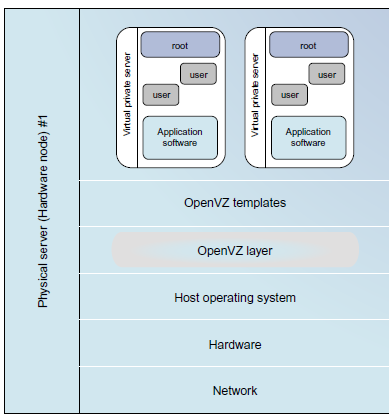 Physical server (Hardware node) #1
Virtual private server
root
user
user
Application
software
Virtual private server
root
user
user
Application
software
OpenVZ templates
OpenVZ layer
Host operating system
Hardware
Network